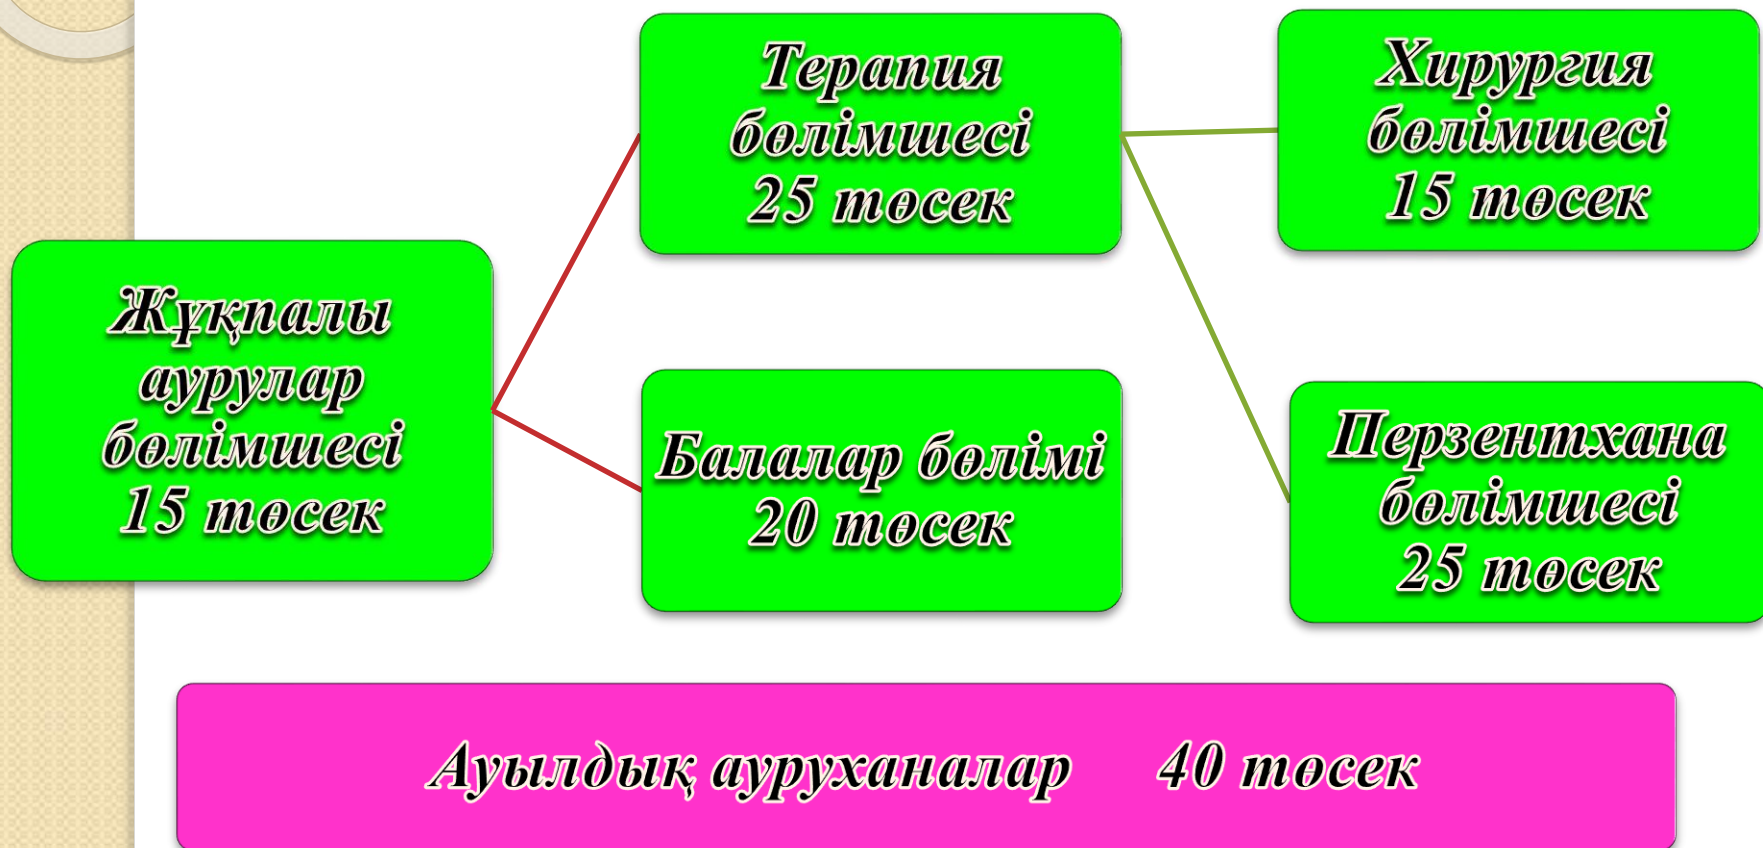 Терапия
бөлімшесі
25 төсек
Хирургия
бөлімшесі
15 төсек
Жұқпалы
аурулар
бөлімшесі
15 төсек
Балалар бөлімі
20 төсек
Перзентхана
бөлімшесі
25 төсек
Ауылдық ауруханалар 40 төсек